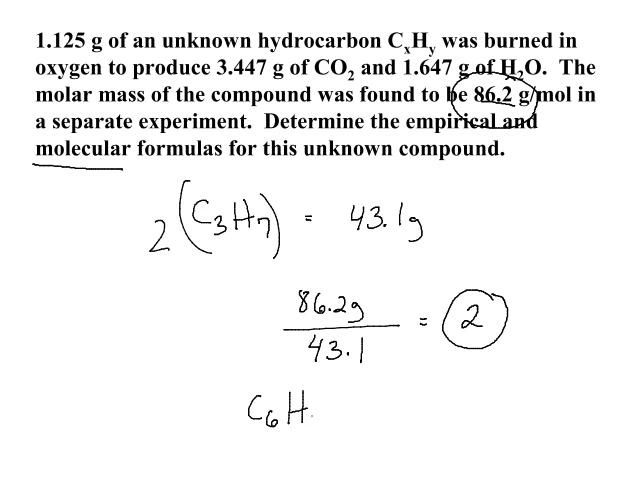 1.125 g of an unknown hydrocarbon CₓHᵧ was burned in
oxygen to produce 3.447 g of CO₂ and 1.647 g of H₂O. The
molar mass of the compound was found to be 86.2 g/mol in
a separate experiment. Determine the empirical and
molecular formulas for this unknown compound.
2(C₃H₇) = 43.1g
86.2g
43.1
= 2
C₆H